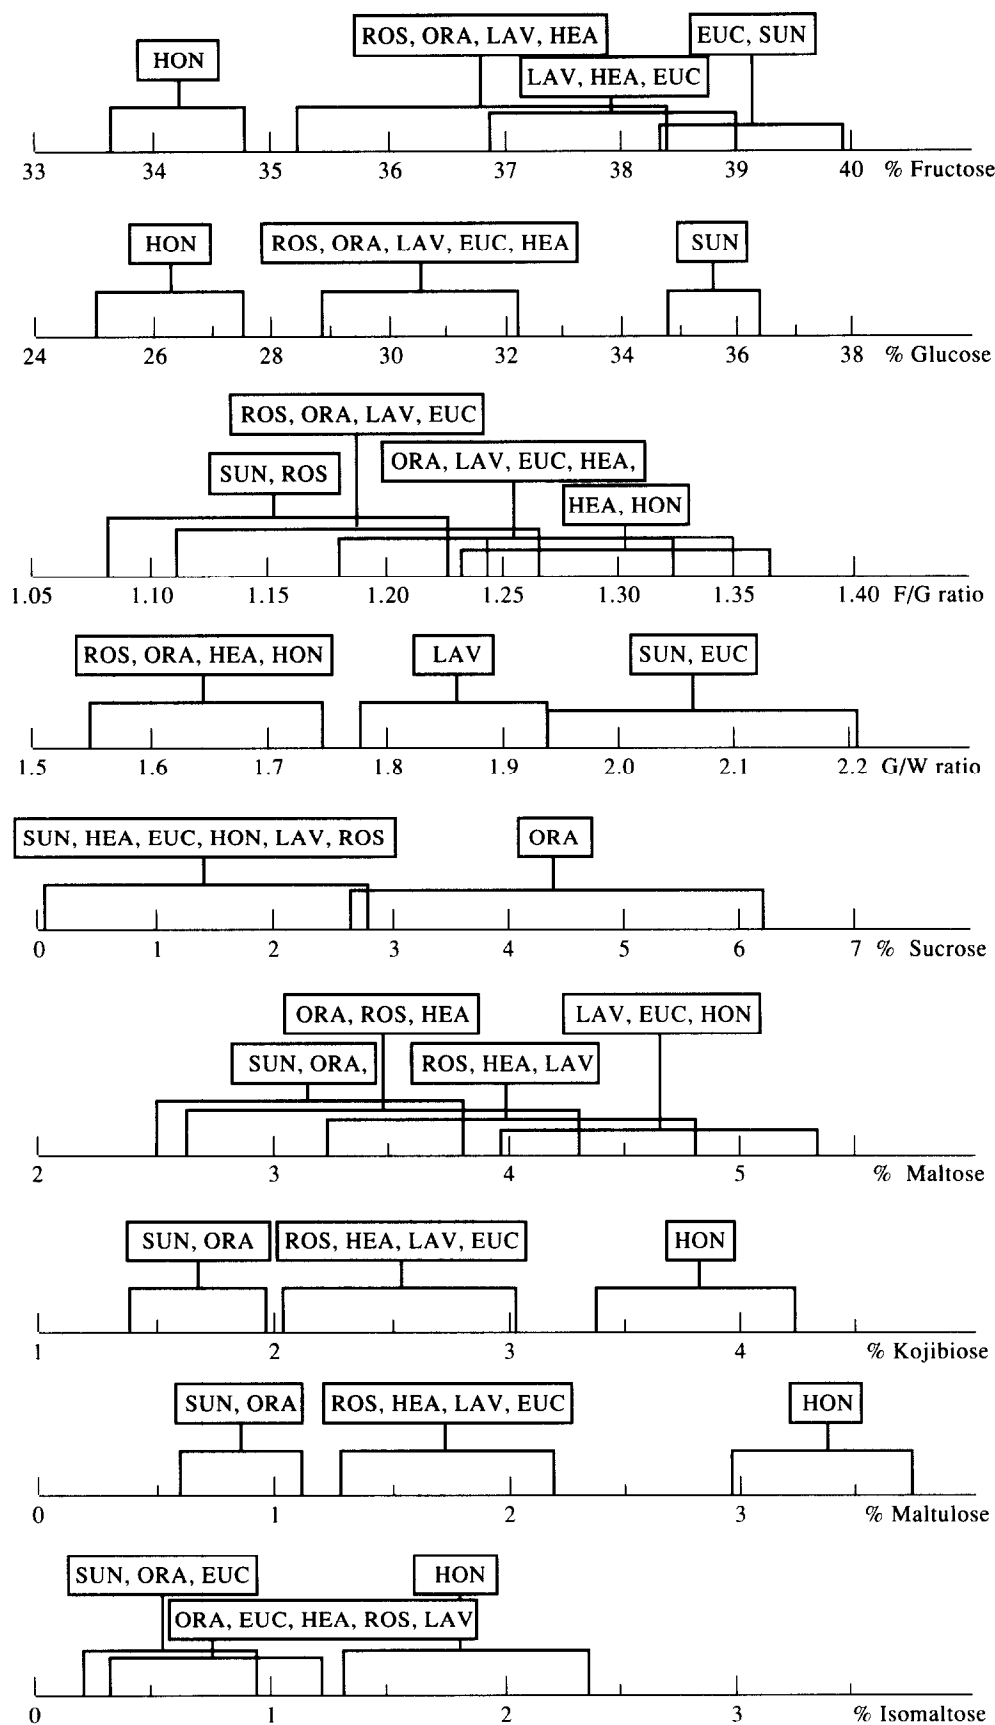 ROS, ORA, LAV, HEA
EUC, SUN
HON
LAV, HEA, EUC
33 34 35 36 37 38 39 40 % Fructose
HON
ROS, ORA, LAV, EUC, HEA
SUN
24 26 28 30 32 34 36 38 % Glucose
ROS, ORA, LAV, EUC
ORA, LAV, EUC, HEA,
SUN, ROS
HEA, HON
1.05 1.10 1.15 1.20 1.25 1.30 1.35 1.40 F/G ratio
ROS, ORA, HEA, HON
LAV
SUN, EUC
1.5 1.6 1.7 1.8 1.9 2.0 2.1 2.2 G/W ratio
SUN, HEA, EUC, HON, LAV, ROS
ORA
0 1 2 3 4 5 6 7 % Sucrose
ORA, ROS, HEA
LAV, EUC, HON
SUN, ORA,
ROS, HEA, LAV
2 3 4 5 % Maltose
SUN, ORA
ROS, HEA, LAV, EUC
HON
1 2 3 4 % Kojibiose
SUN, ORA
ROS, HEA, LAV, EUC
HON
0 1 2 3 % Maltulose
SUN, ORA, EUC
HON
ORA, EUC, HEA, ROS, LAV
0 1 2 3 % Isomaltose